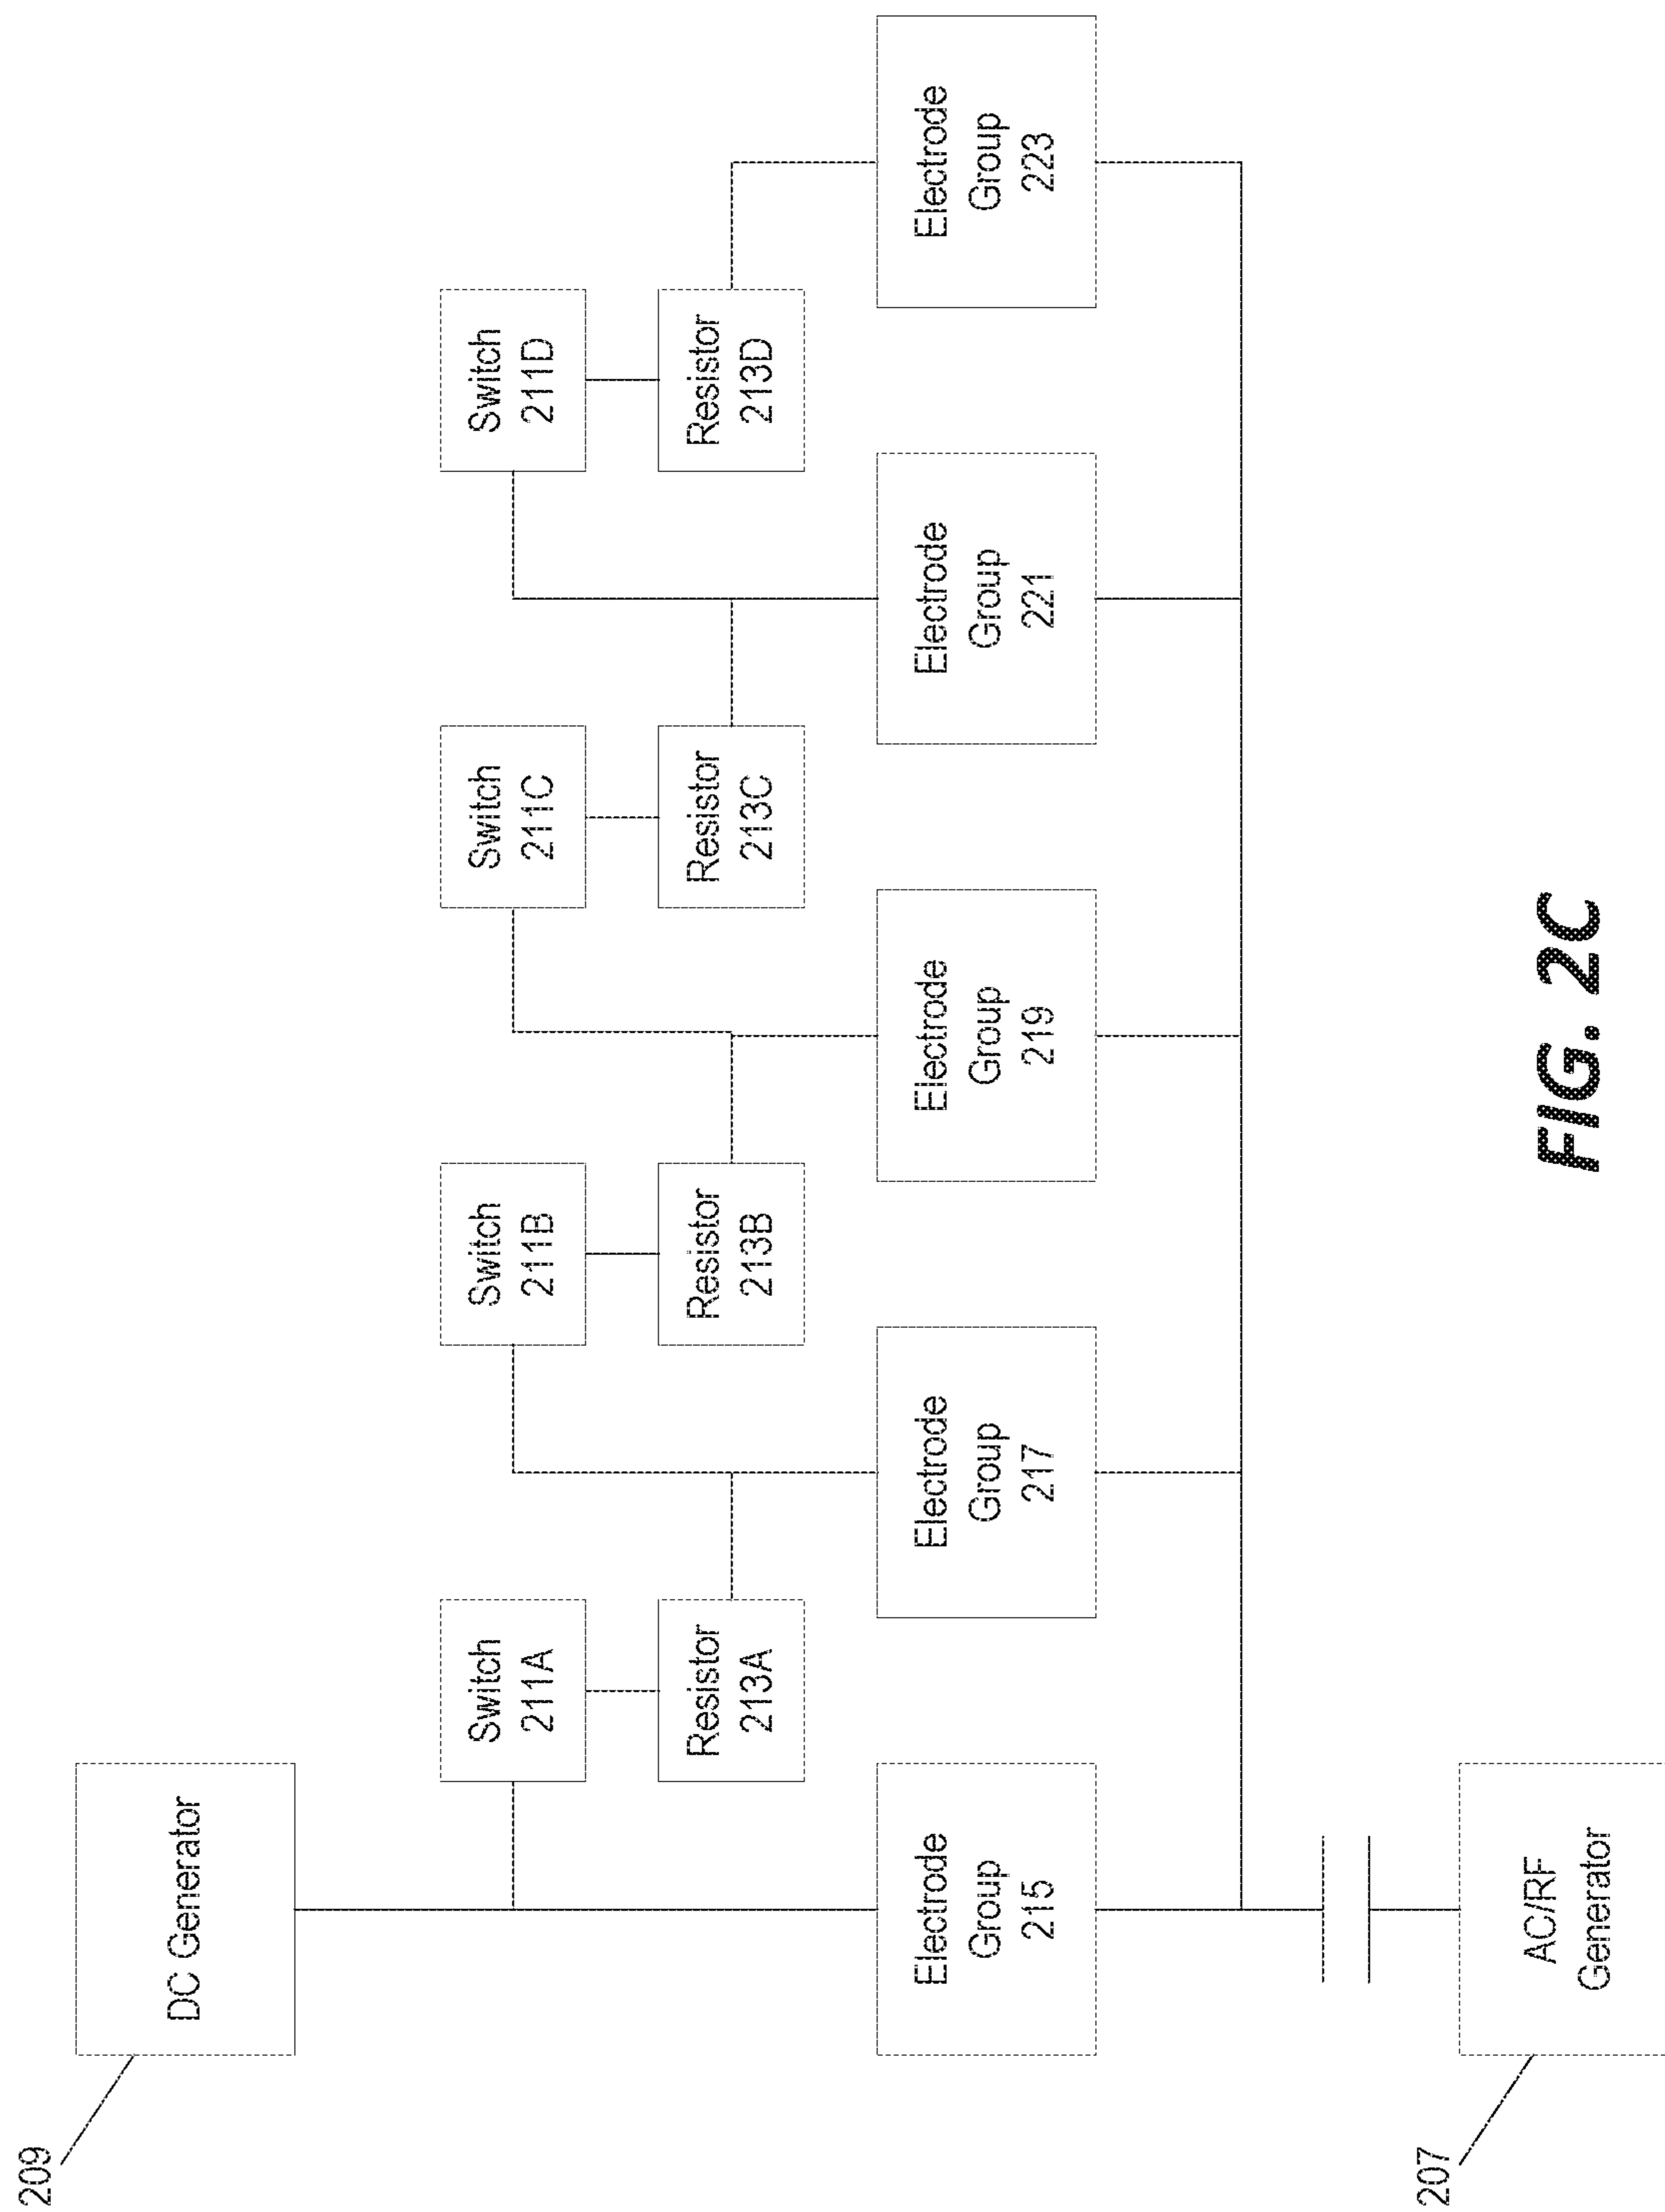 209
DC Generator
Switch
211A
Switch
211B
Switch
211C
Switch
211D
Resistor
213A
Resistor
213B
Resistor
213C
Resistor
213D
Electrode
Group
215
Electrode
Group
217
Electrode
Group
219
Electrode
Group
221
Electrode
Group
223
207
AC/RF
Generator
FIG. 2C